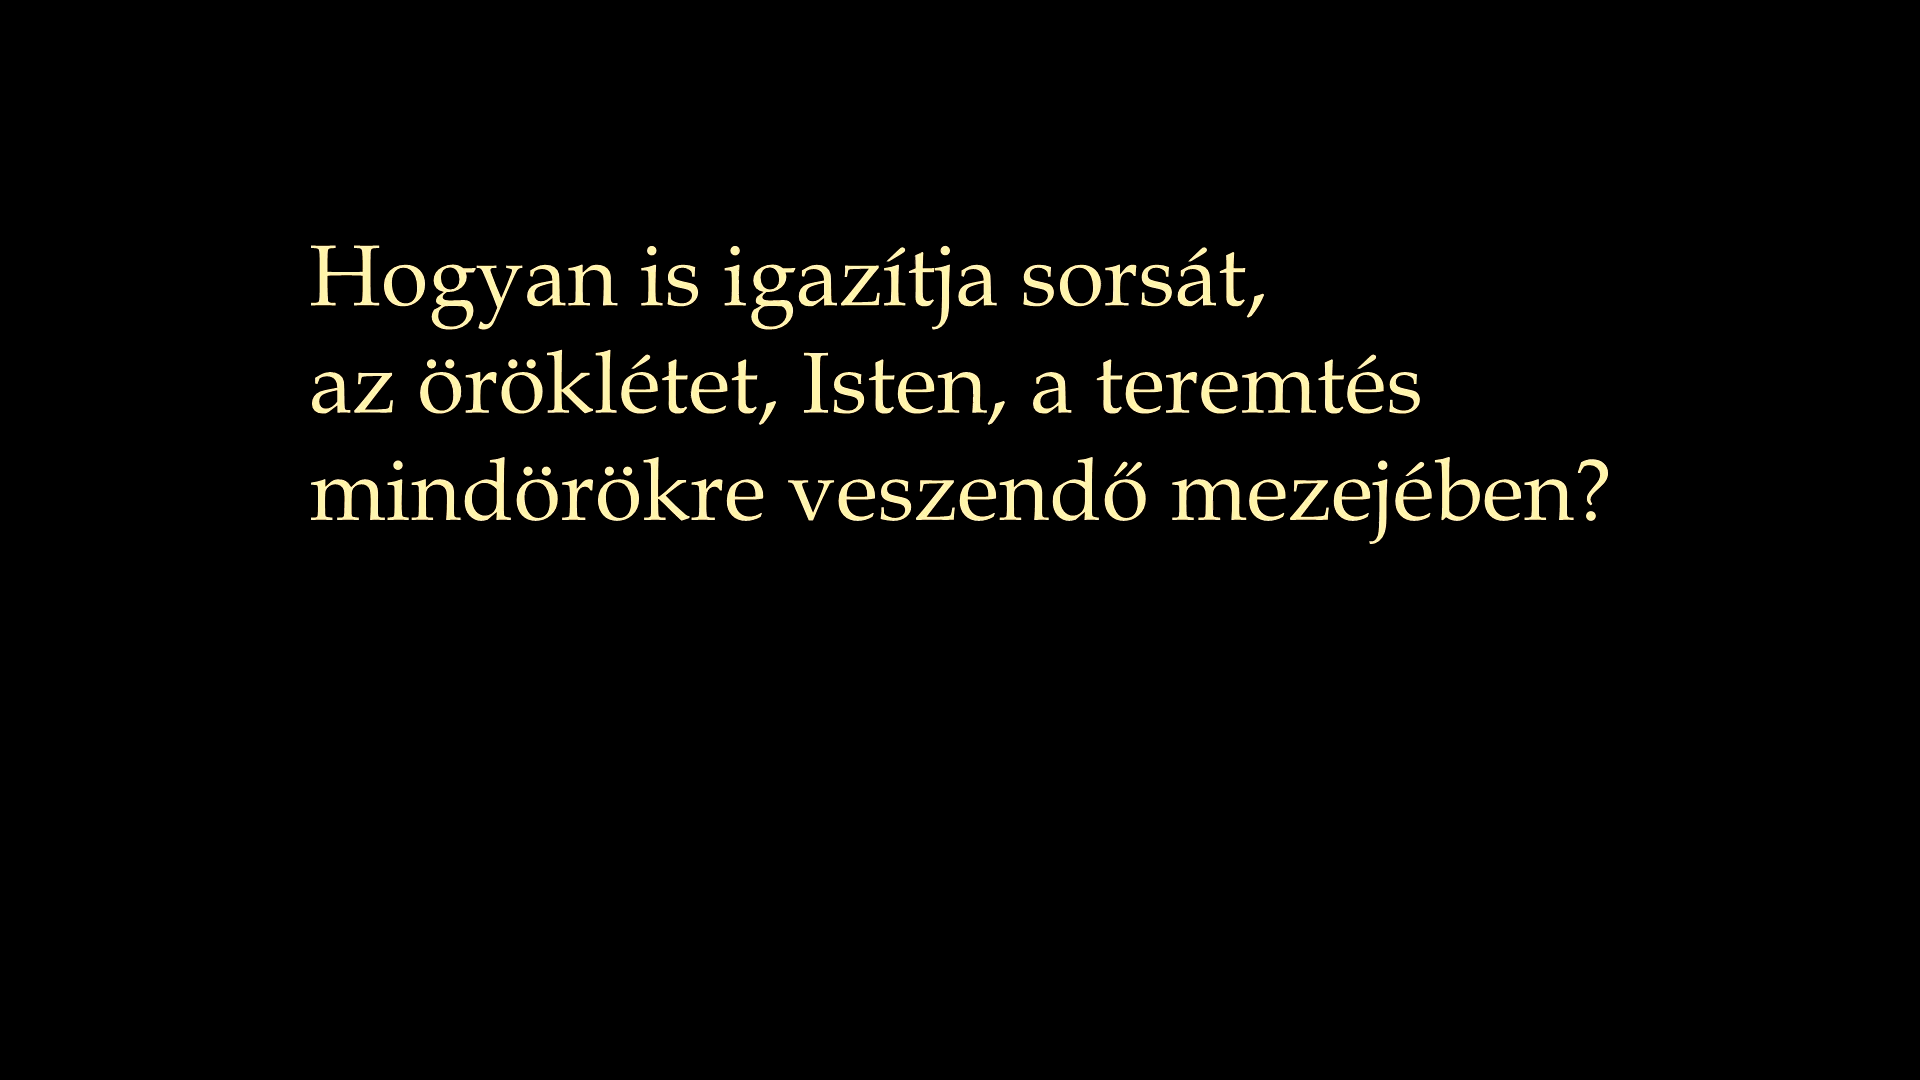 Hogyan is igazítja sorsát,
az öröklétet, Isten, a teremtés
mindörökre veszendő mezejében?